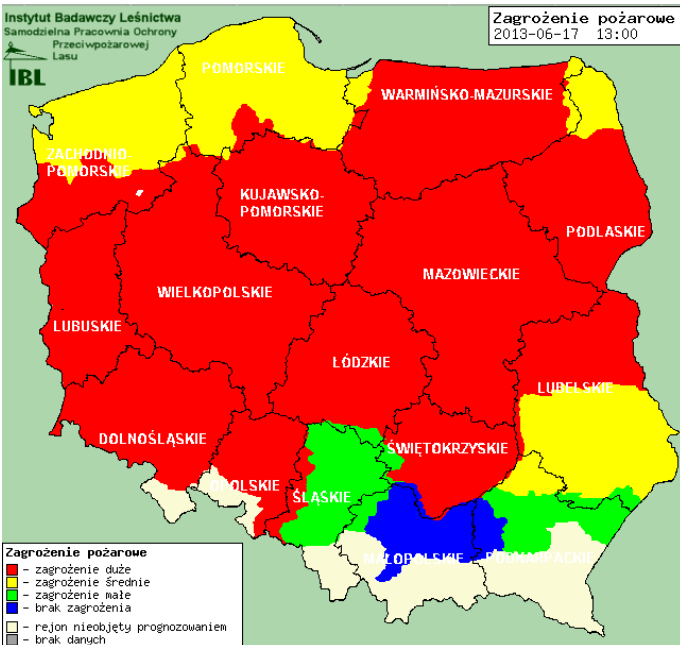 Instytut Badawczy Leśnictwa
Samodzielna Pracownia Ochrony
Przeciwpożarowej
Lasu
IBL
Zagrożenie pożarowe
2013-06-17 13:00
POMORSKIE
WARMIŃSKO-MAZURSKIE
ZACHODNIO-
POMORSKIE
KUJAWSKO-
POMORSKIE
PODLASKIE
MAZOWIECKIE
WIELKOPOLSKIE
LUBUSKIE
ŁÓDZKIE
LUBELSKIE
DOLNOŚLĄSKIE
ŚWIĘTOKRZYSKIE
OPOLSKIE
ŚLĄSKIE
MAŁOPOLSKIE
PODKARPACKIE
Zagrożenie pożarowe
- zagrożenie duże
- zagrożenie średnie
- zagrożenie małe
- brak zagrożenia
- rejon nieobjęty prognozowaniem
- brak danych